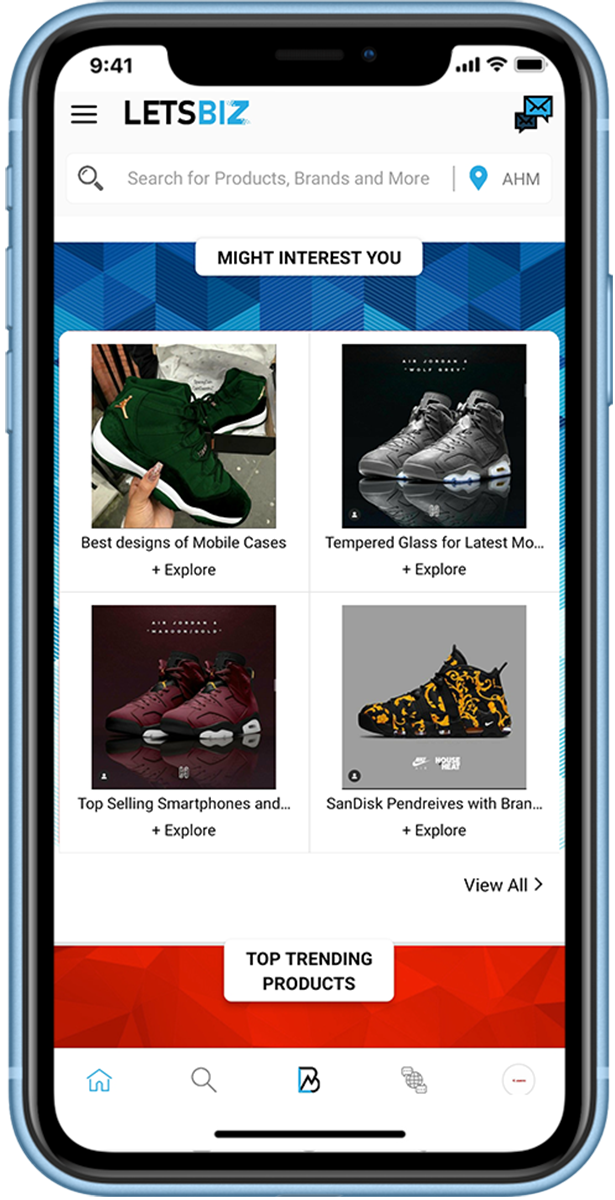 9:41
LETSBIZ
Search for Products, Brands and More
AHM
MIGHT INTEREST YOU
AIR JORDAN 6
"WOLF GREY"
Best designs of Mobile Cases
Tempered Glass for Latest Mo...
+ Explore
+ Explore
AIR JORDAN 6
"MAROON/GOLD"
NIKE
AIR
HOUSE
HEAT
Top Selling Smartphones and...
SanDisk Pendreives with Bran...
+ Explore
+ Explore
View All >
TOP TRENDING
PRODUCTS